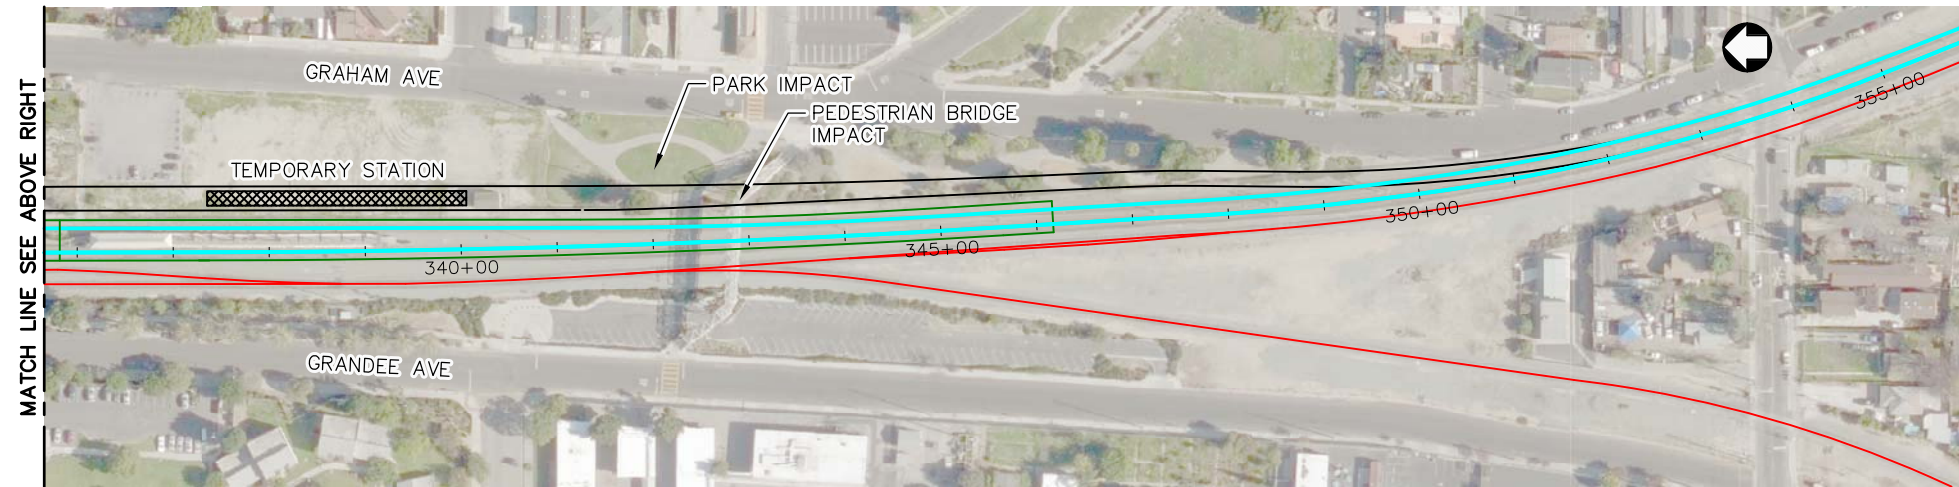 MATCH LINE SEE ABOVE RIGHT
GRAHAM AVE
PARK IMPACT
PEDESTRIAN BRIDGE
IMPACT
TEMPORARY STATION
355+00
350+00
345+00
340+00
GRANDEE AVE